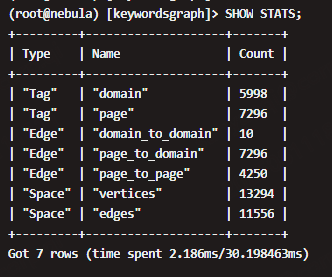 (root@nebula) [keywordsgraph]> SHOW STATS;
+---------+------------------+-------+
| Type    | Name             | Count |
+---------+------------------+-------+
| "Tag"   | "domain"         | 5998  |
| "Tag"   | "page"           | 7296  |
| "Edge"  | "domain_to_domain" | 10    |
| "Edge"  | "page_to_domain" | 7296  |
| "Edge"  | "page_to_page"   | 4250  |
| "Space" | "vertices"       | 13294 |
| "Space" | "edges"          | 11556 |
+---------+------------------+-------+
Got 7 rows (time spent 2.186ms/30.198463ms)